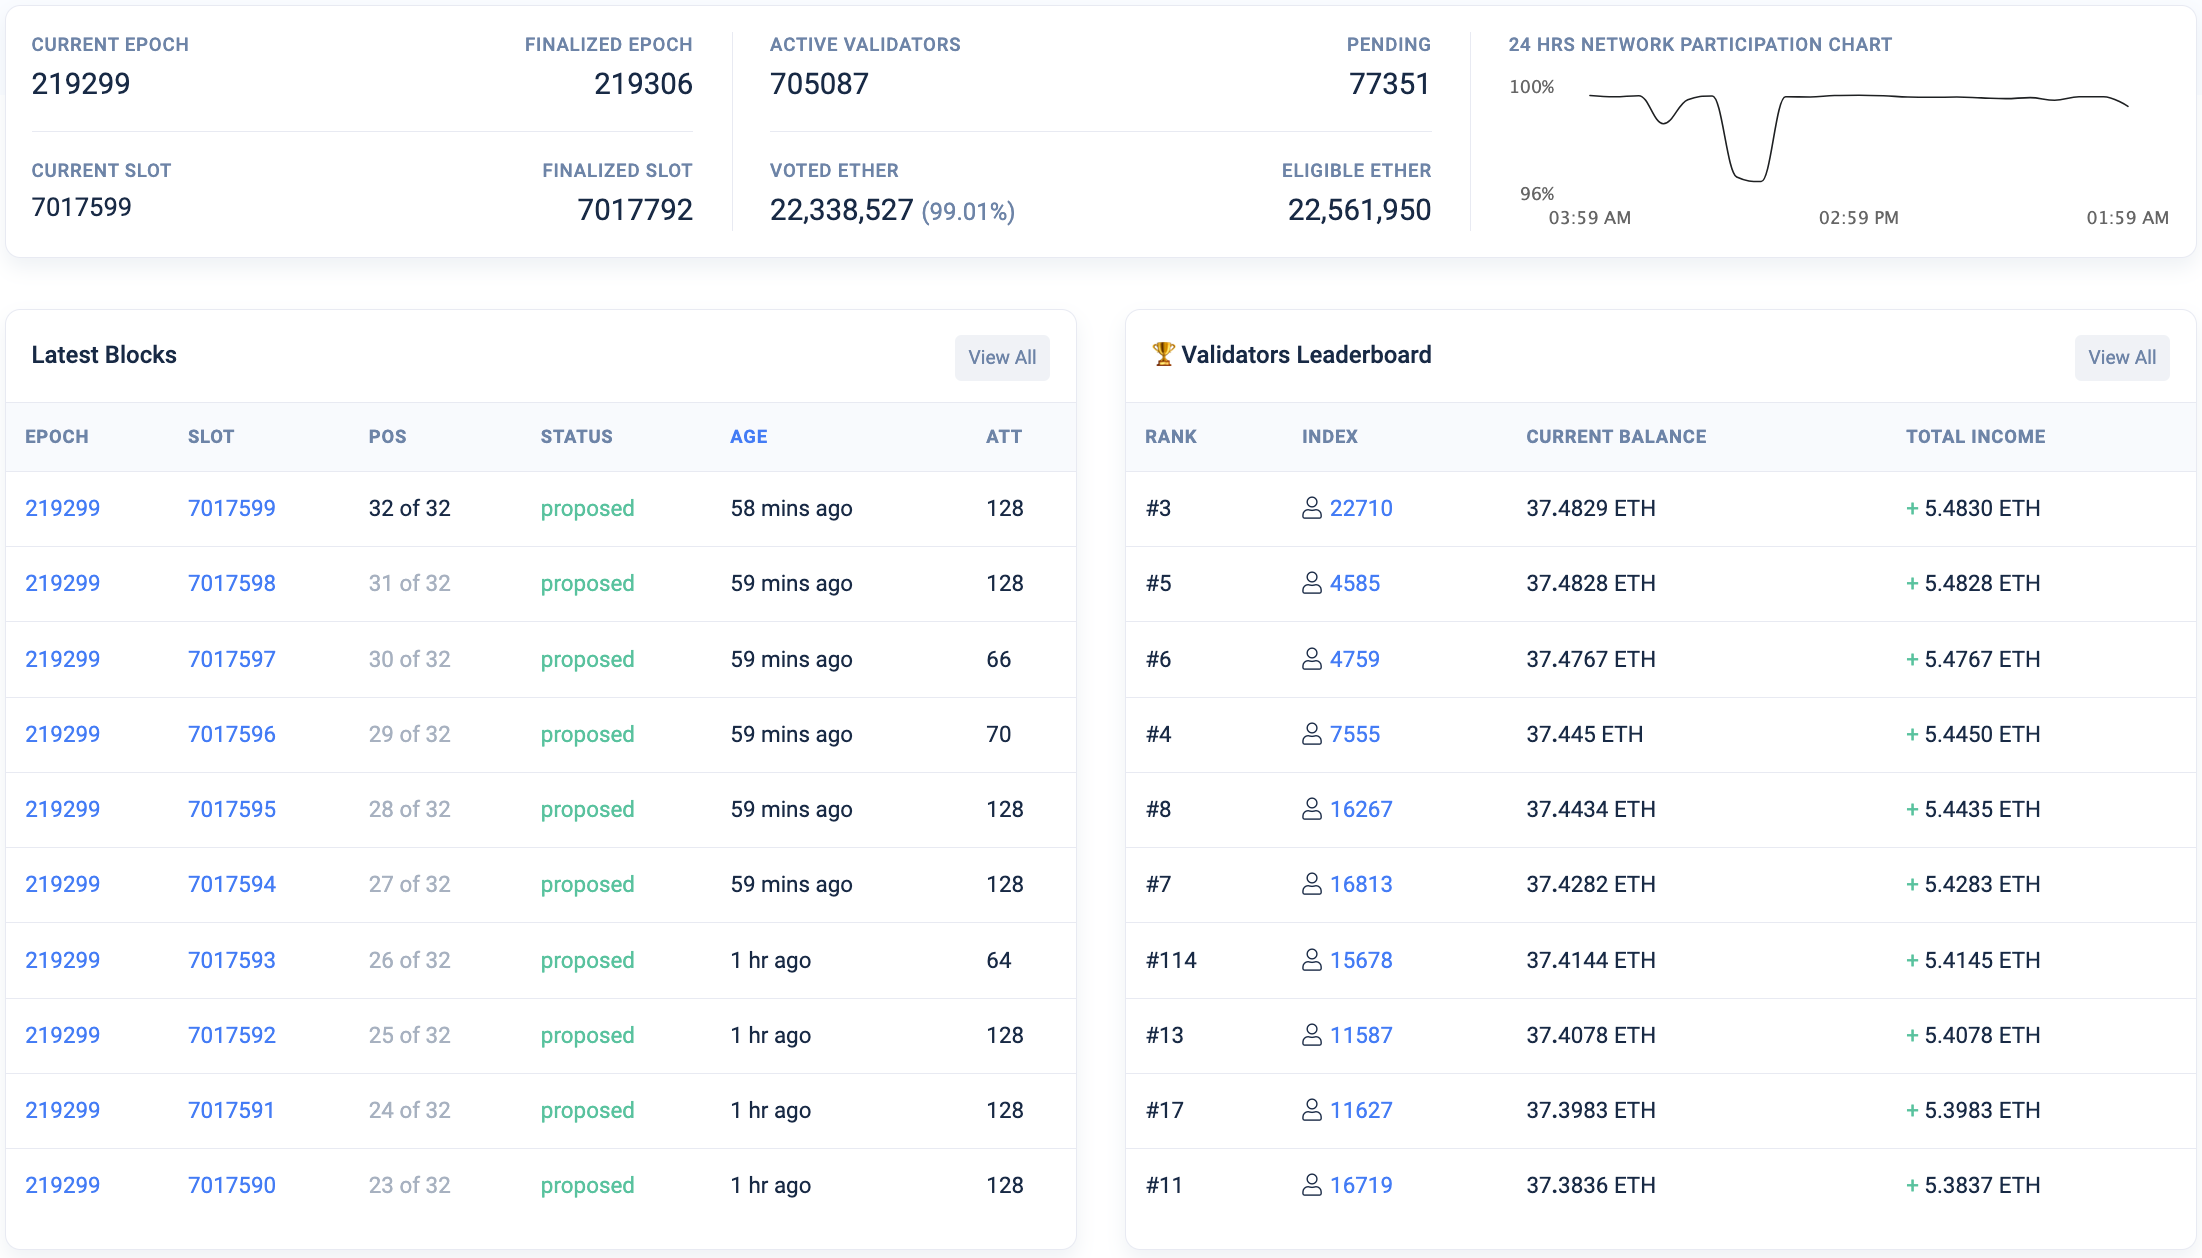 CURRENT EPOCH FINALIZED EPOCH
219299 219306
CURRENT SLOT FINALIZED SLOT
7017599 7017792
ACTIVE VALIDATORS PENDING
705087 77351
VOTED ETHER ELIGIBLE ETHER
22,338,527 (99.01%) 22,561,950
24 HRS NETWORK PARTICIPATION CHART
100%
96%
03:59 AM 02:59 PM 01:59 AM
Latest Blocks View All
EPOCH SLOT POS STATUS AGE ATT
219299 7017599 32 of 32 proposed 58 mins ago 128
219299 7017598 31 of 32 proposed 59 mins ago 128
219299 7017597 30 of 32 proposed 59 mins ago 66
219299 7017596 29 of 32 proposed 59 mins ago 70
219299 7017595 28 of 32 proposed 59 mins ago 128
219299 7017594 27 of 32 proposed 59 mins ago 128
219299 7017593 26 of 32 proposed 1 hr ago 64
219299 7017592 25 of 32 proposed 1 hr ago 128
219299 7017591 24 of 32 proposed 1 hr ago 128
219299 7017590 23 of 32 proposed 1 hr ago 128
Validators Leaderboard View All
RANK INDEX CURRENT BALANCE TOTAL INCOME
#3 22710 37.4829 ETH + 5.4830 ETH
#5 4585 37.4828 ETH + 5.4828 ETH
#6 4759 37.4767 ETH + 5.4767 ETH
#4 7555 37.445 ETH + 5.4450 ETH
#8 16267 37.4434 ETH + 5.4435 ETH
#7 16813 37.4282 ETH + 5.4283 ETH
#114 15678 37.4144 ETH + 5.4145 ETH
#13 11587 37.4078 ETH + 5.4078 ETH
#17 11627 37.3983 ETH + 5.3983 ETH
#11 16719 37.3836 ETH + 5.3837 ETH